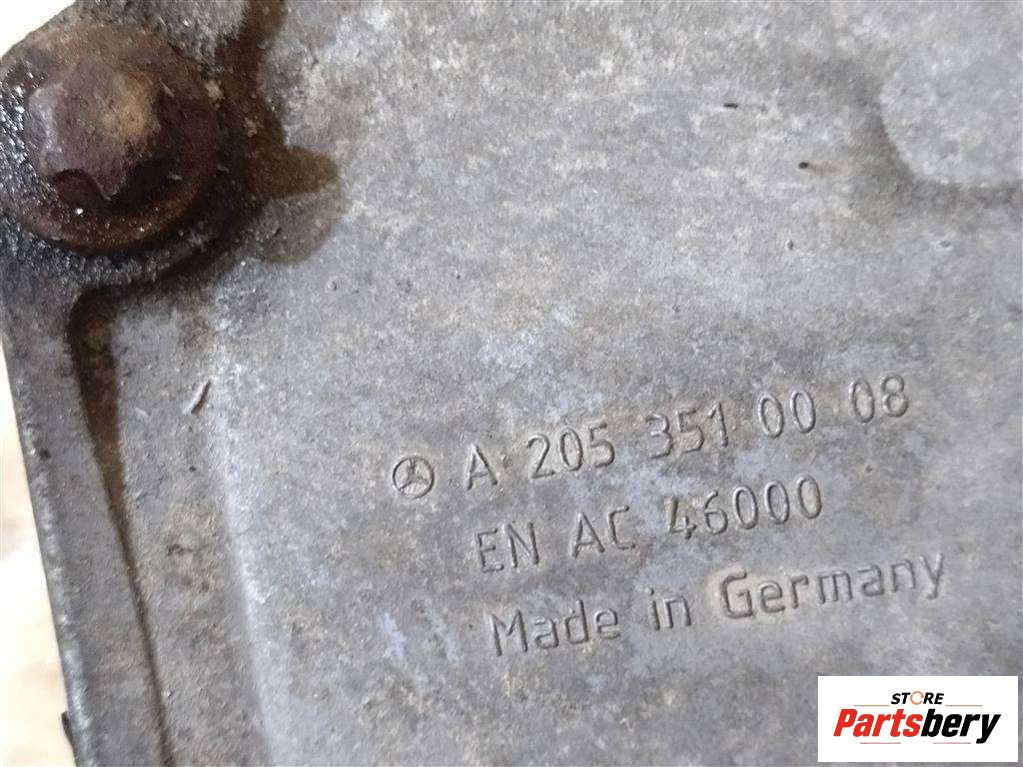 A 205 351 00 08
EN AC 46000
Made in Germany
STORE
Partsbery